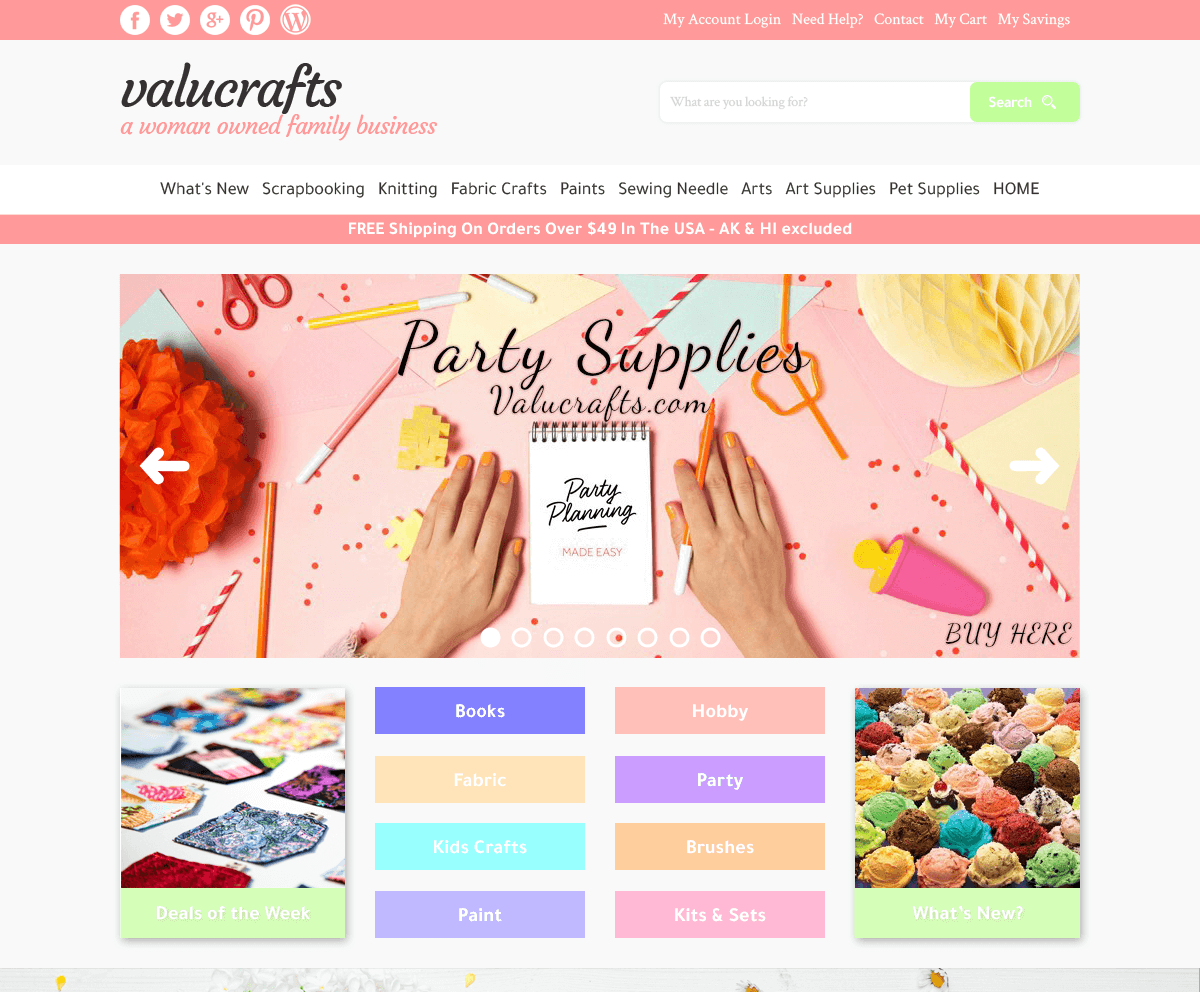 My Account Login Need Help? Contact My Cart My Savings
valucrafts
a woman owned family business
What are you looking for?
Search
What's New Scrapbooking Knitting Fabric Crafts Paints Sewing Needle Arts Art Supplies Pet Supplies HOME
FREE Shipping On Orders Over $49 In The USA - AK & HI excluded
Party Supplies
Valucrafts.com
Party
Planning
MADE EASY
BUY HERE
Books
Hobby
Fabric
Party
Kids Crafts
Brushes
Paint
Kits & Sets
Deals of the Week
What's New?